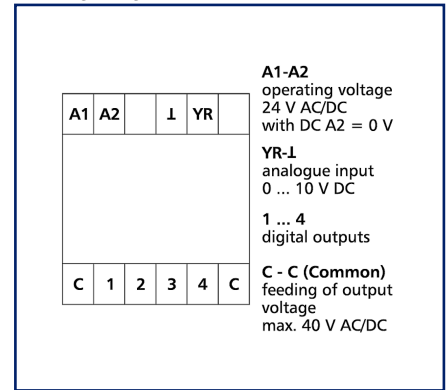 A1 A2 ⊥ YR
C 1 2 3 4 C
A1-A2
operating voltage
24 V AC/DC
with DC A2 = 0 V
YR-⊥
analogue input
0 ... 10 V DC
1 ... 4
digital outputs
C - C (Common)
feeding of output
voltage
max. 40 V AC/DC